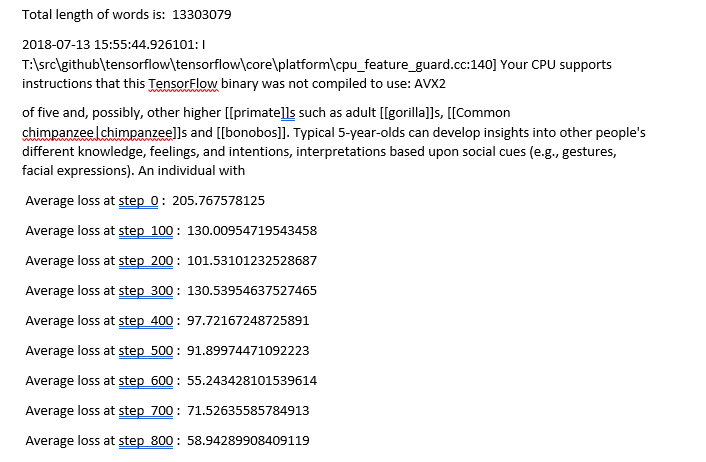 Total length of words is:  13303079
2018-07-13 15:55:44.926101: I
T:\src\github\tensorflow\tensorflow\core\platform\cpu_feature_guard.cc:140] Your CPU supports
instructions that this TensorFlow binary was not compiled to use: AVX2
of five and, possibly, other higher [[primate]]s such as adult [[gorilla]]s, [[Common
chimpanzee|chimpanzee]]s and [[bonobos]]. Typical 5-year-olds can develop insights into other people's
different knowledge, feelings, and intentions, interpretations based upon social cues (e.g., gestures,
facial expressions). An individual with
Average loss at step  0 :  205.767578125
Average loss at step  100 :  130.00954719543458
Average loss at step  200 :  101.53101232528687
Average loss at step  300 :  130.53954637527465
Average loss at step  400 :  97.72167248725891
Average loss at step  500 :  91.89974471092223
Average loss at step  600 :  55.243428101539614
Average loss at step  700 :  71.52635585784913
Average loss at step  800 :  58.94289908409119